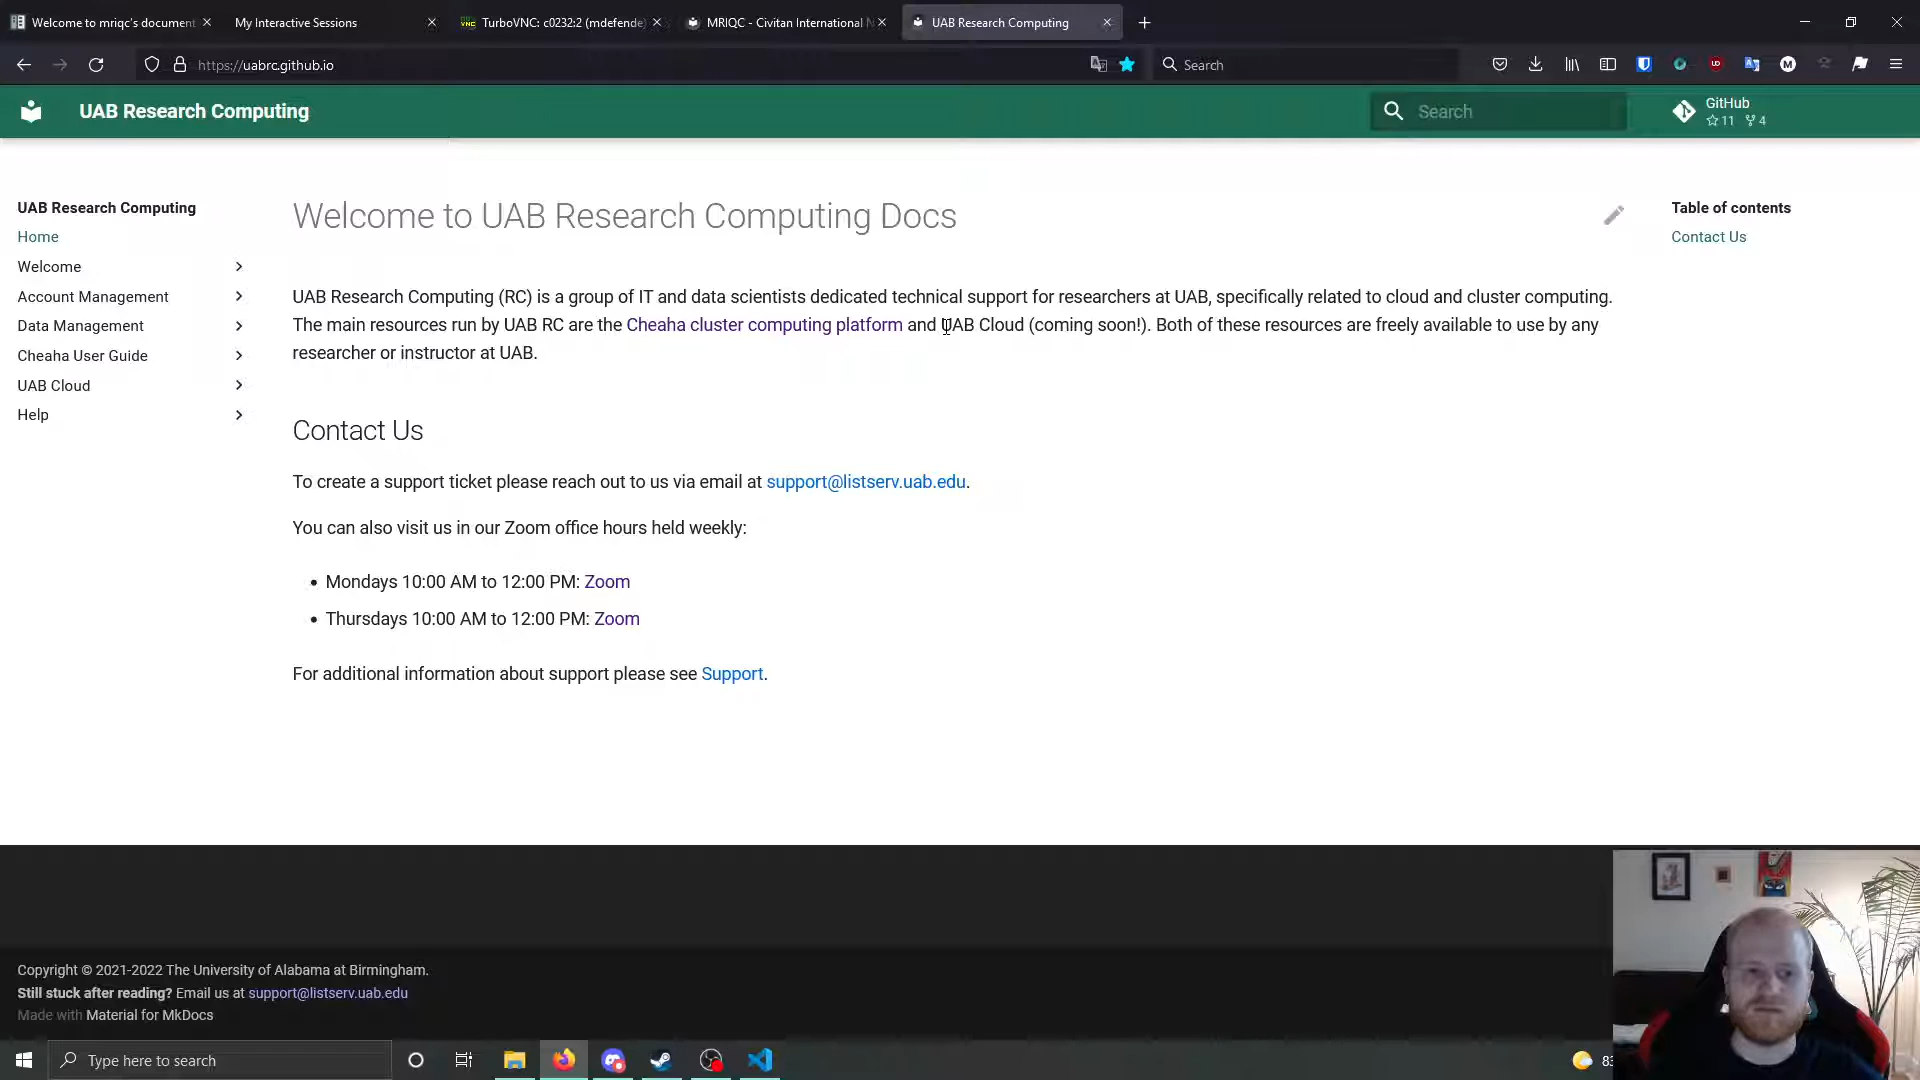 Welcome to mriqc's document
My Interactive Sessions
TurboVNC: c0232:2 (mdefende
MRIQC - Civitan International N
UAB Research Computing
https://uabrc.github.io
Search
UAB Research Computing
Search
GitHub
11 4
UAB Research Computing
Home
Welcome
Account Management
Data Management
Cheaha User Guide
UAB Cloud
Help
Welcome to UAB Research Computing Docs
UAB Research Computing (RC) is a group of IT and data scientists dedicated technical support for researchers at UAB, specifically related to cloud and cluster computing.
The main resources run by UAB RC are the Cheaha cluster computing platform and UAB Cloud (coming soon!). Both of these resources are freely available to use by any
researcher or instructor at UAB.
Contact Us
To create a support ticket please reach out to us via email at support@listserv.uab.edu.
You can also visit us in our Zoom office hours held weekly:
• Mondays 10:00 AM to 12:00 PM: Zoom
• Thursdays 10:00 AM to 12:00 PM: Zoom
For additional information about support please see Support.
Table of contents
Contact Us
Copyright © 2021-2022 The University of Alabama at Birmingham.
Still stuck after reading? Email us at support@listserv.uab.edu
Made with Material for MkDocs
Type here to search